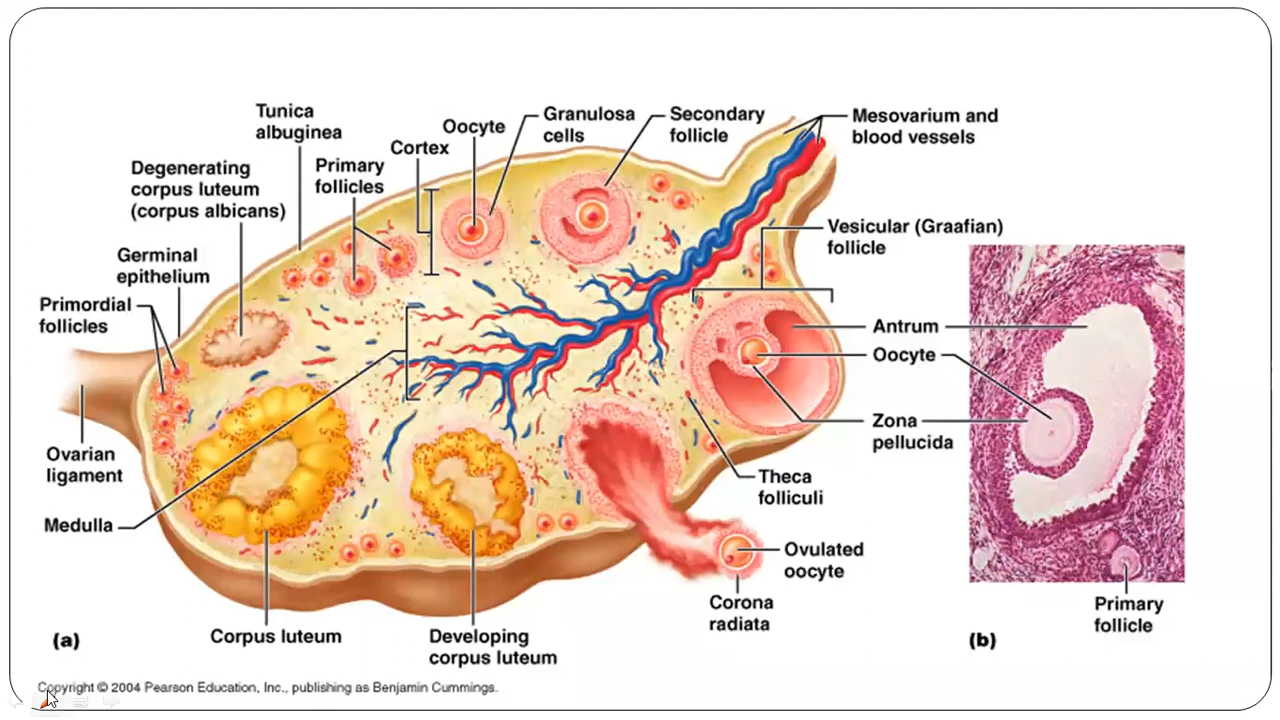 Tunica
albuginea
Oocyte
Granulosa
cells
Secondary
follicle
Mesovarium and
blood vessels
Cortex
Degenerating
corpus luteum
(corpus albicans)
Primary
follicles
Vesicular (Graafian)
follicle
Germinal
epithelium
Primordial
follicles
Antrum
Oocyte
Zona
pellucida
Ovarian
ligament
Theca
folliculi
Medulla
Ovulated
oocyte
Corona
radiata
Primary
follicle
Corpus luteum
Developing
corpus luteum
(a)
(b)
Copyright © 2004 Pearson Education, Inc., publishing as Benjamin Cummings.